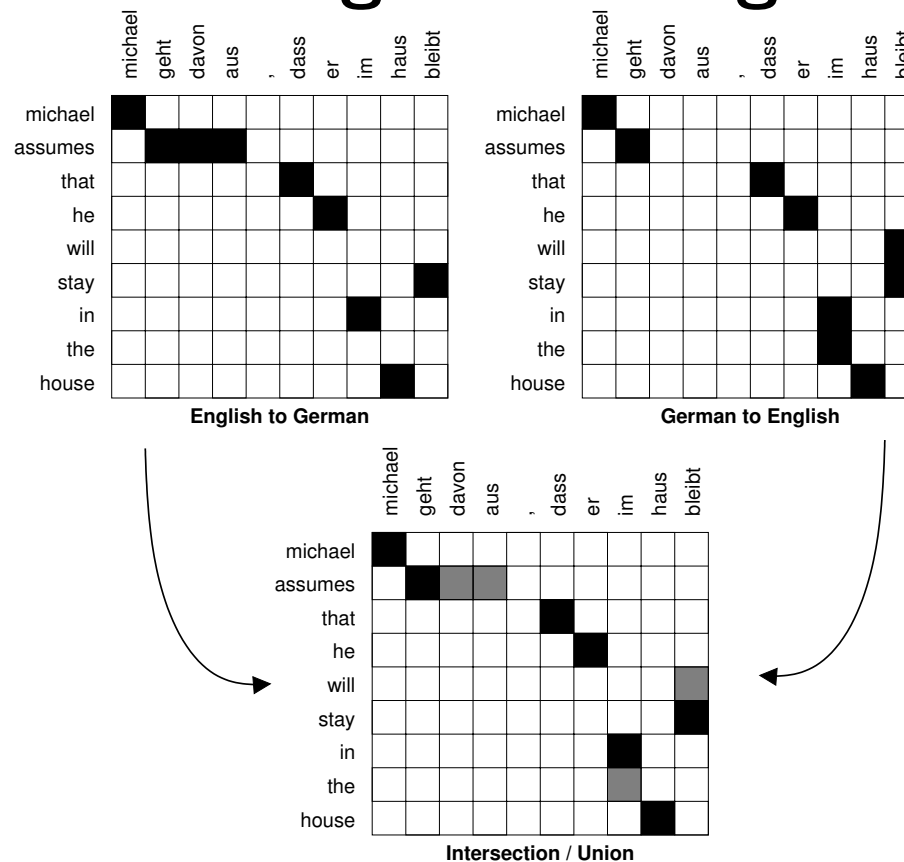 michael geht davon aus , dass er im haus bleibt
michael
assumes
that
he
will
stay
in
the
house
English to German
michael geht davon aus , dass er im haus bleibt
michael
assumes
that
he
will
stay
in
the
house
German to English
michael geht davon aus , dass er im haus bleibt
michael
assumes
that
he
will
stay
in
the
house
Intersection / Union